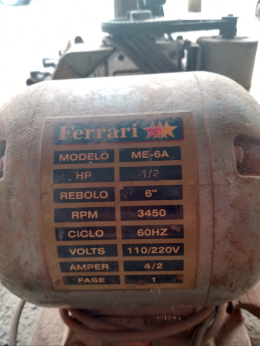 Ferrari
MODELO ME-6A
HP 1/2
REBOLO 6"
RPM 3450
CICLO 60HZ
VOLTS 110/220V
AMPER 4/2
FASE 1